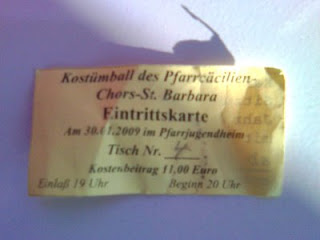 Kostümball des Pfarrcäcilien-
Chors-St. Barbara
Eintrittskarte
Am 30.01.2009 im Pfarrjugendheim
Tisch Nr.
Kostenbeitrag 11,00 Euro
Einlaß 19 Uhr Beginn 20 Uhr